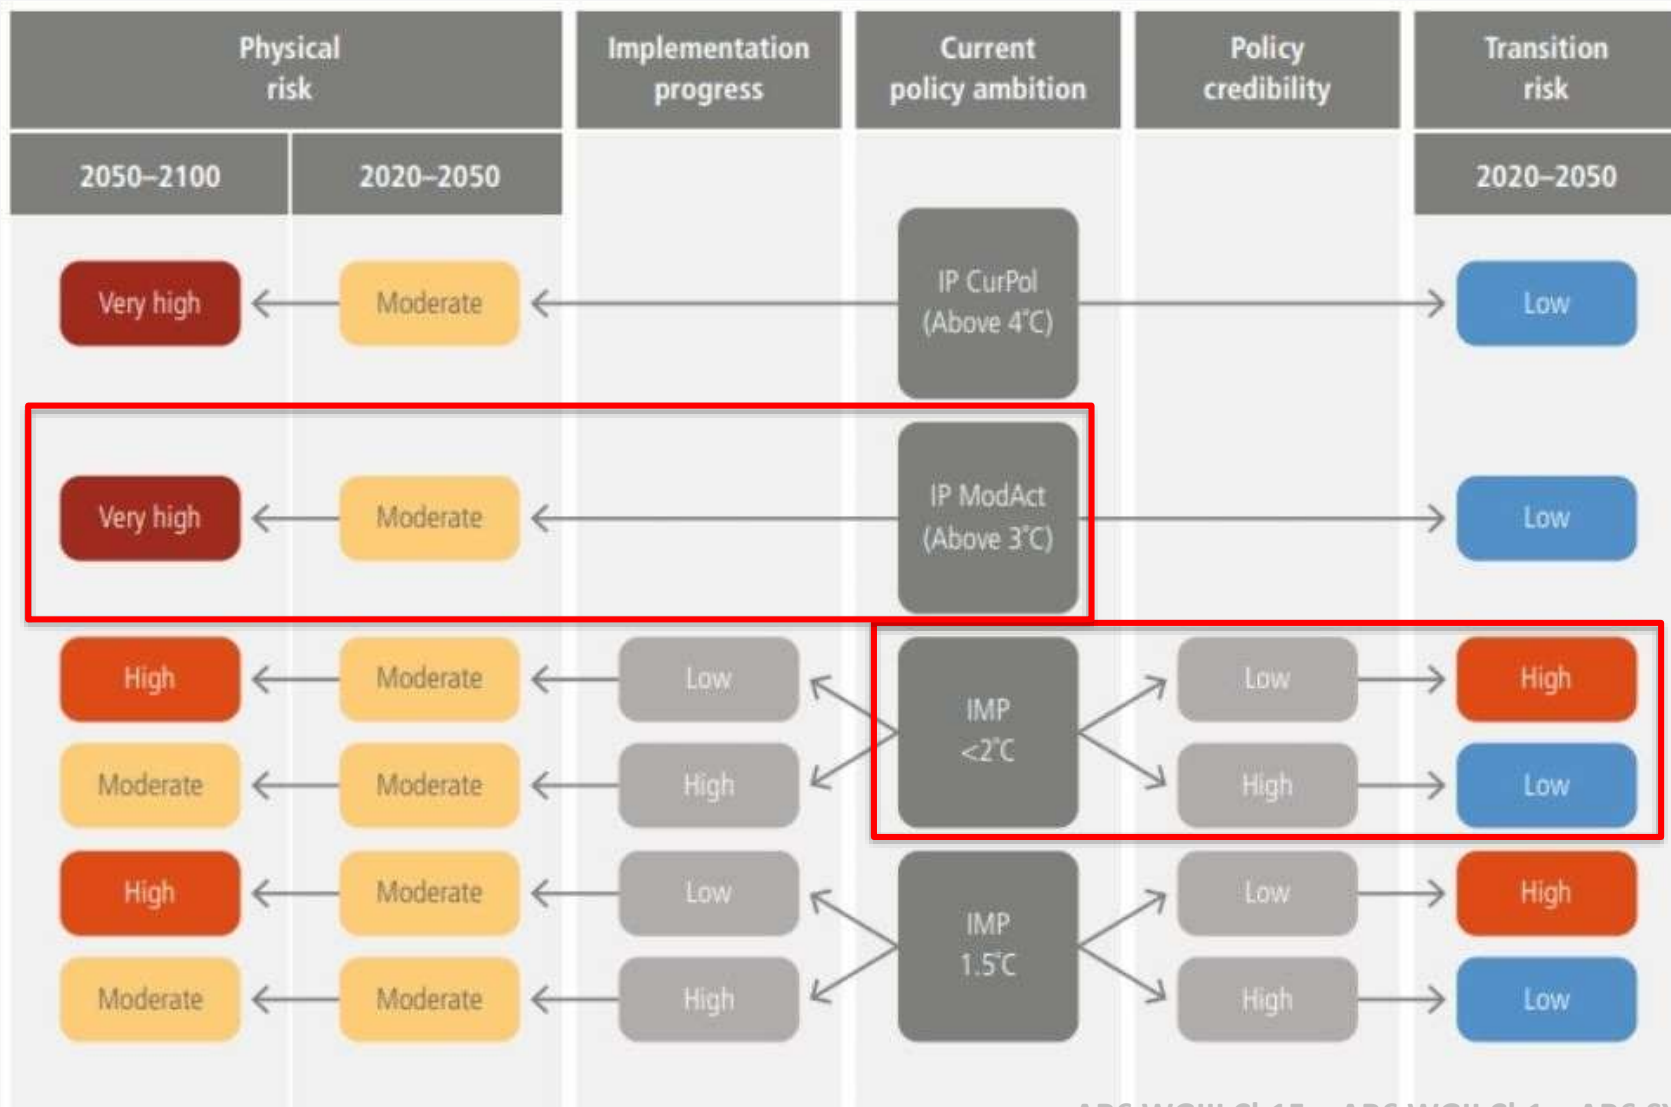 Physical
risk
Implementation
progress
Current
policy ambition
Policy
credibility
Transition
risk
2050–2100
2020–2050
2020–2050
Very high
Moderate
IP CurPol
(Above 4°C)
Low
Very high
Moderate
IP ModAct
(Above 3°C)
Low
High
Moderate
Low
IMP
<2°C
Low
High
Moderate
Moderate
High
High
Low
High
Moderate
Low
IMP
1.5°C
Low
High
Moderate
Moderate
High
High
Low